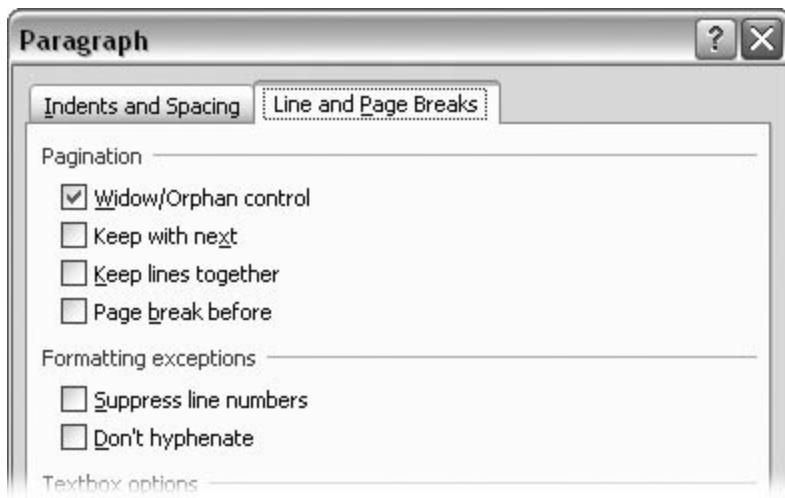 Paragraph
Indents and Spacing Line and Page Breaks
Pagination
Widow/Orphan control
Keep with next
Keep lines together
Page break before
Formatting exceptions
Suppress line numbers
Don't hyphenate
Textbox options